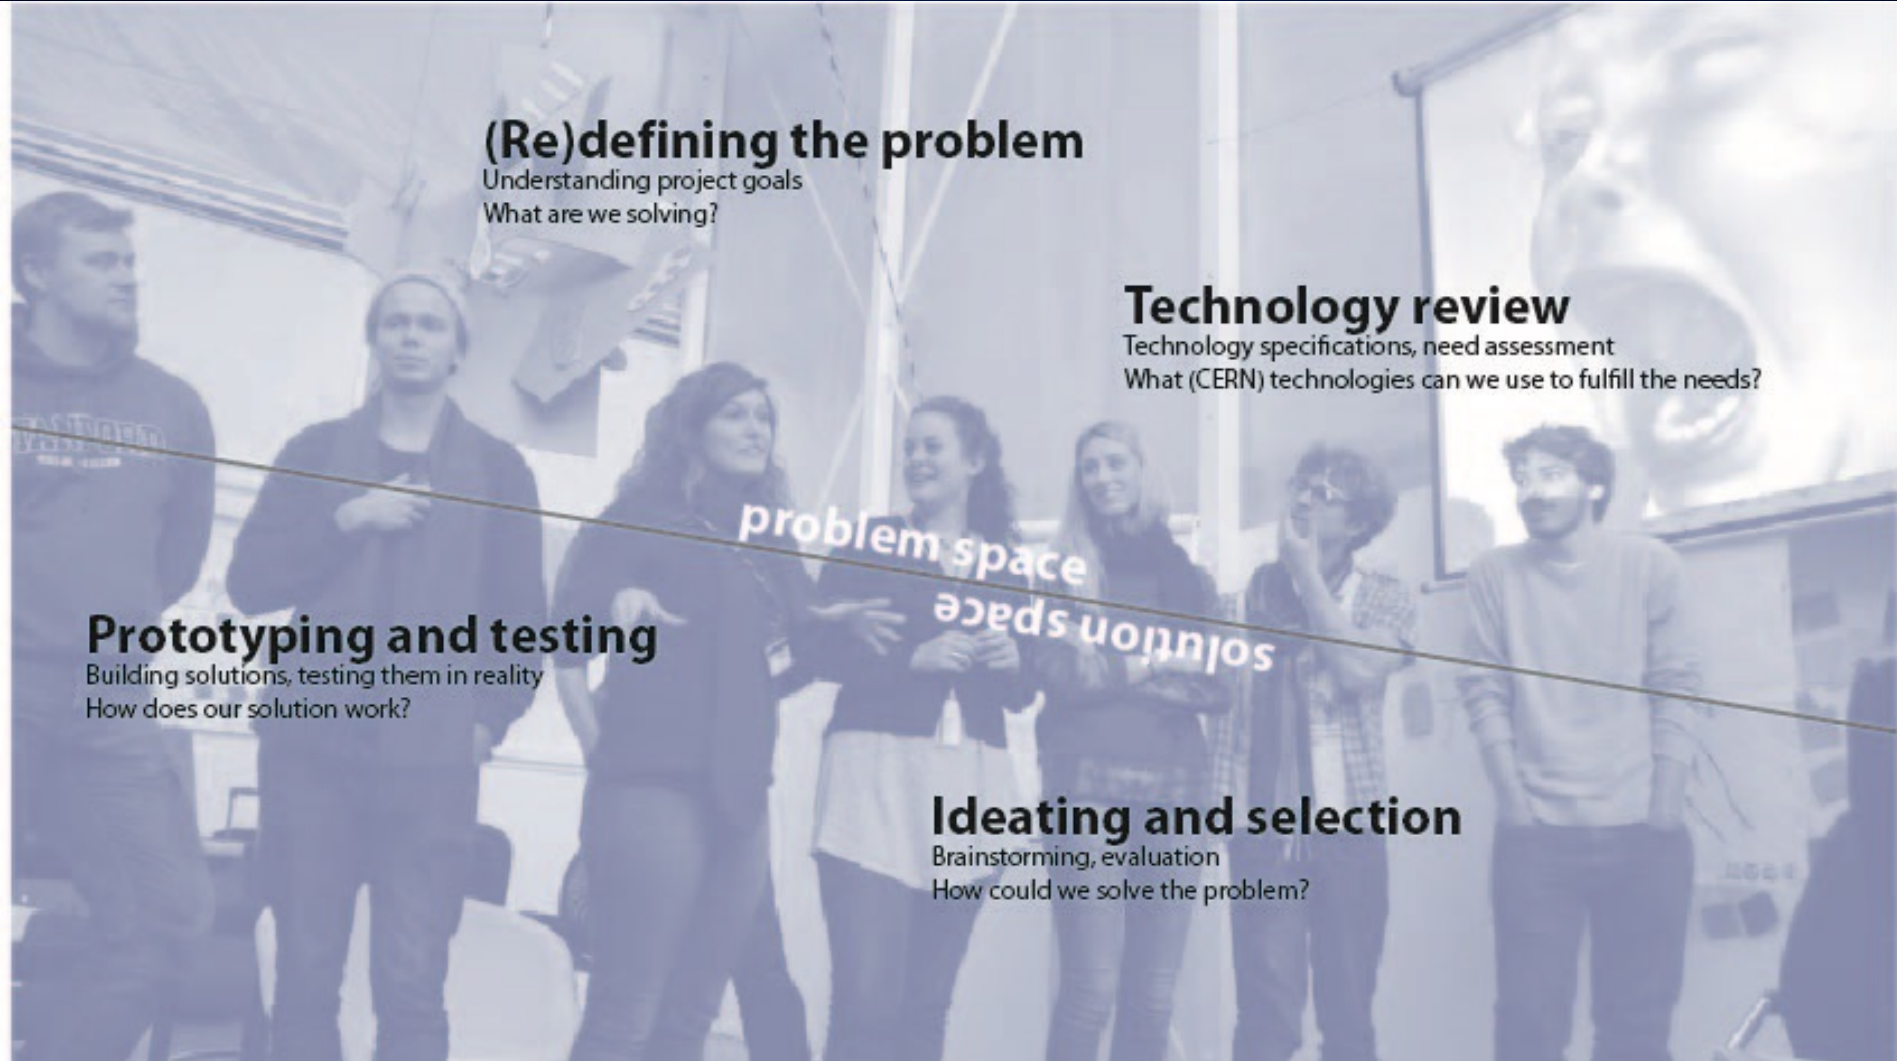 (Re)defining the problem
Understanding project goals
What are we solving?
Technology review
Technology specifications, need assessment
What (CERN) technologies can we use to fulfill the needs?
problem space
solution space
Prototyping and testing
Building solutions, testing them in reality
How does our solution work?
Ideating and selection
Brainstorming, evaluation
How could we solve the problem?